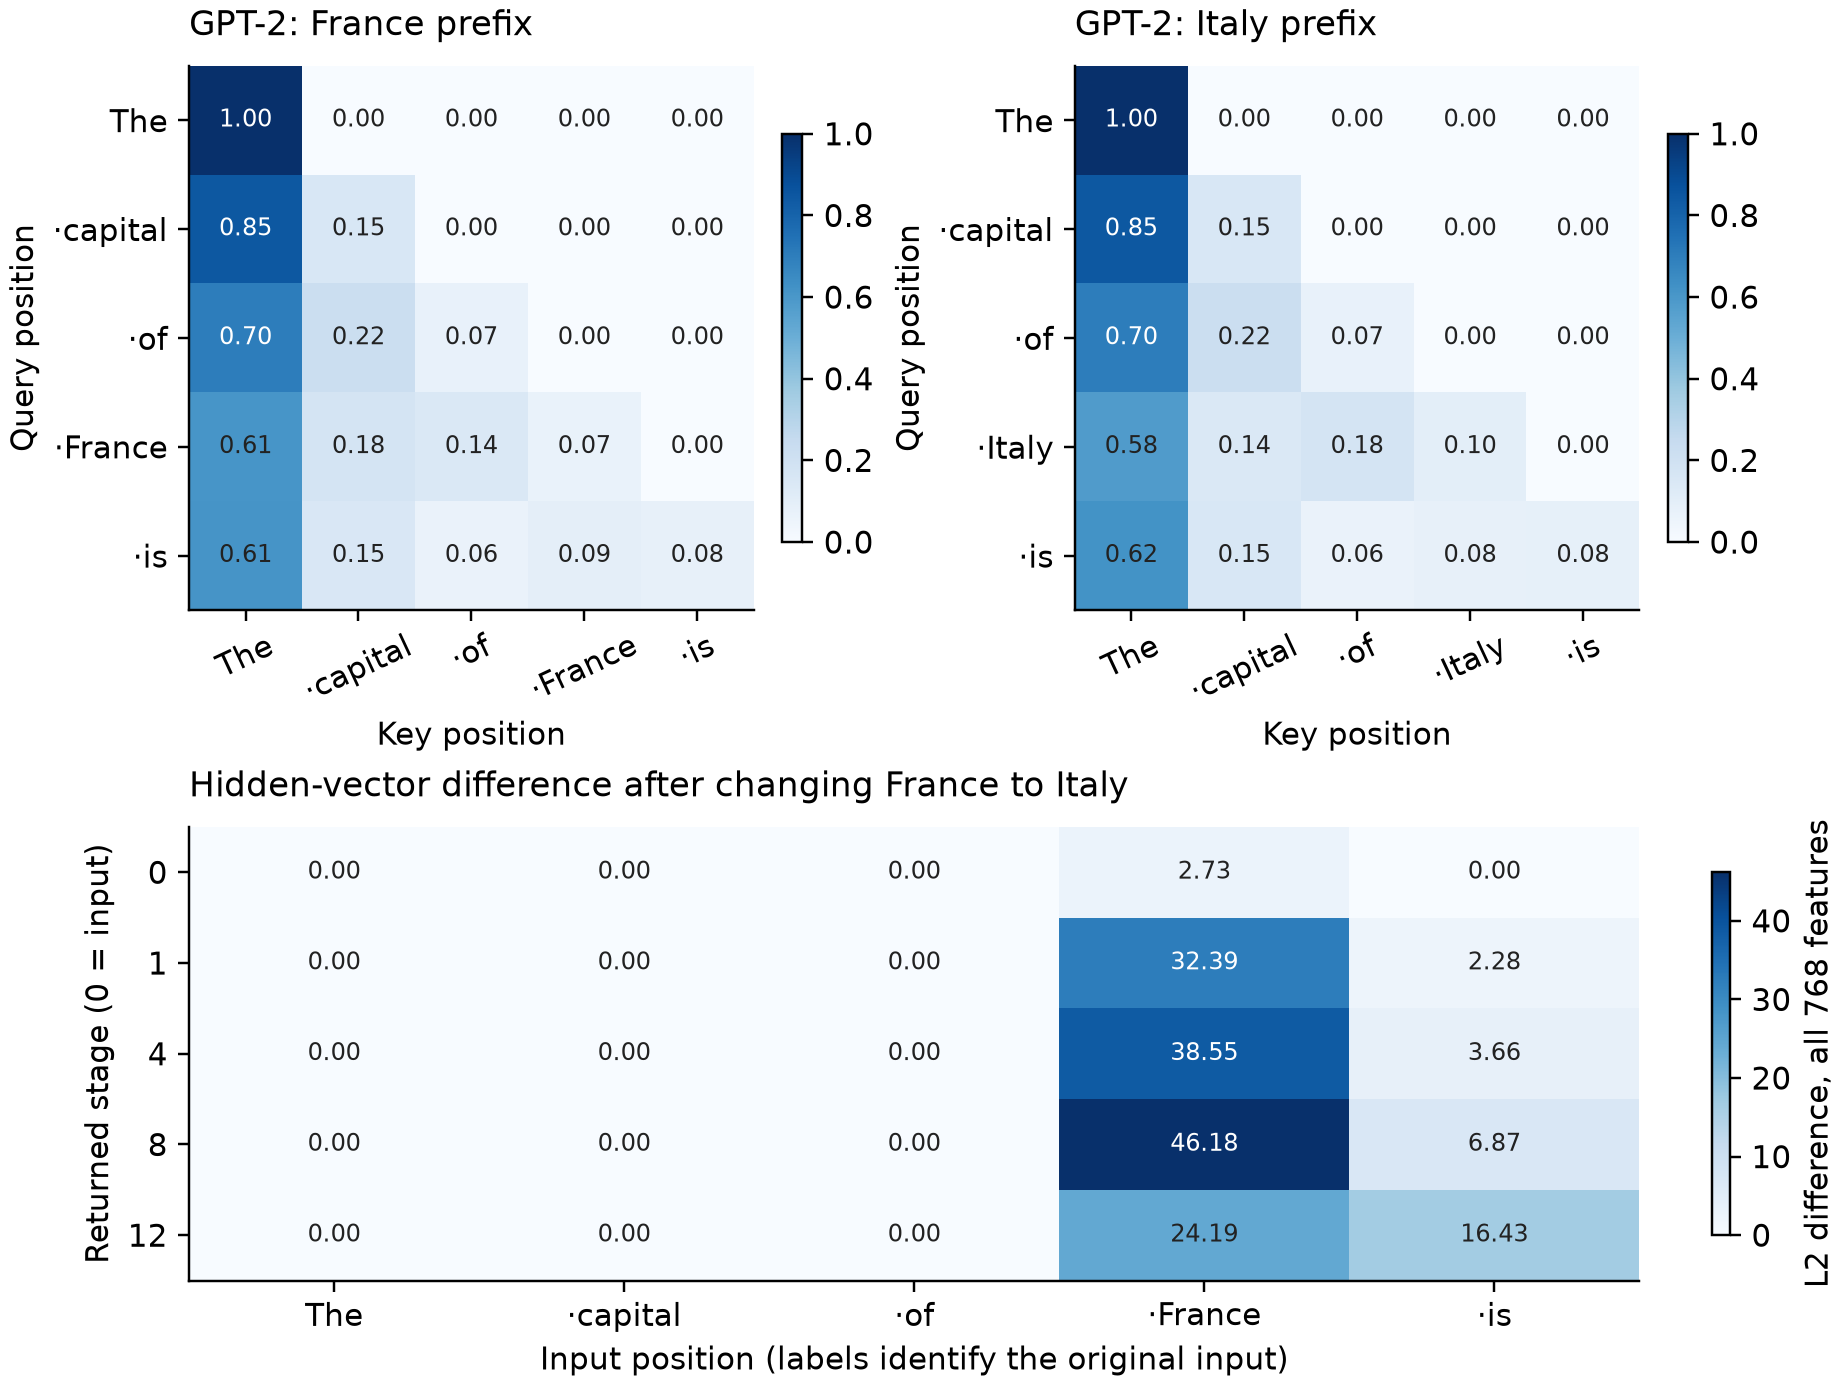 GPT-2: France prefix
Query position
The 1.00 0.00 0.00 0.00 0.00
·capital 0.85 0.15 0.00 0.00 0.00
·of 0.70 0.22 0.07 0.00 0.00
·France 0.61 0.18 0.14 0.07 0.00
·is 0.61 0.15 0.06 0.09 0.08
The ·capital ·of ·France ·is
Key position
1.0
0.8
0.6
0.4
0.2
0.0
GPT-2: Italy prefix
Query position
The 1.00 0.00 0.00 0.00 0.00
·capital 0.85 0.15 0.00 0.00 0.00
·of 0.70 0.22 0.07 0.00 0.00
·Italy 0.58 0.14 0.18 0.10 0.00
·is 0.62 0.15 0.06 0.08 0.08
The ·capital ·of ·Italy ·is
Key position
1.0
0.8
0.6
0.4
0.2
0.0
Hidden-vector difference after changing France to Italy
Returned stage (0 = input)
0 0.00 0.00 0.00 2.73 0.00
1 0.00 0.00 0.00 32.39 2.28
4 0.00 0.00 0.00 38.55 3.66
8 0.00 0.00 0.00 46.18 6.87
12 0.00 0.00 0.00 24.19 16.43
The ·capital ·of ·France ·is
Input position (labels identify the original input)
40
30
20
10
0
L2 difference, all 768 features